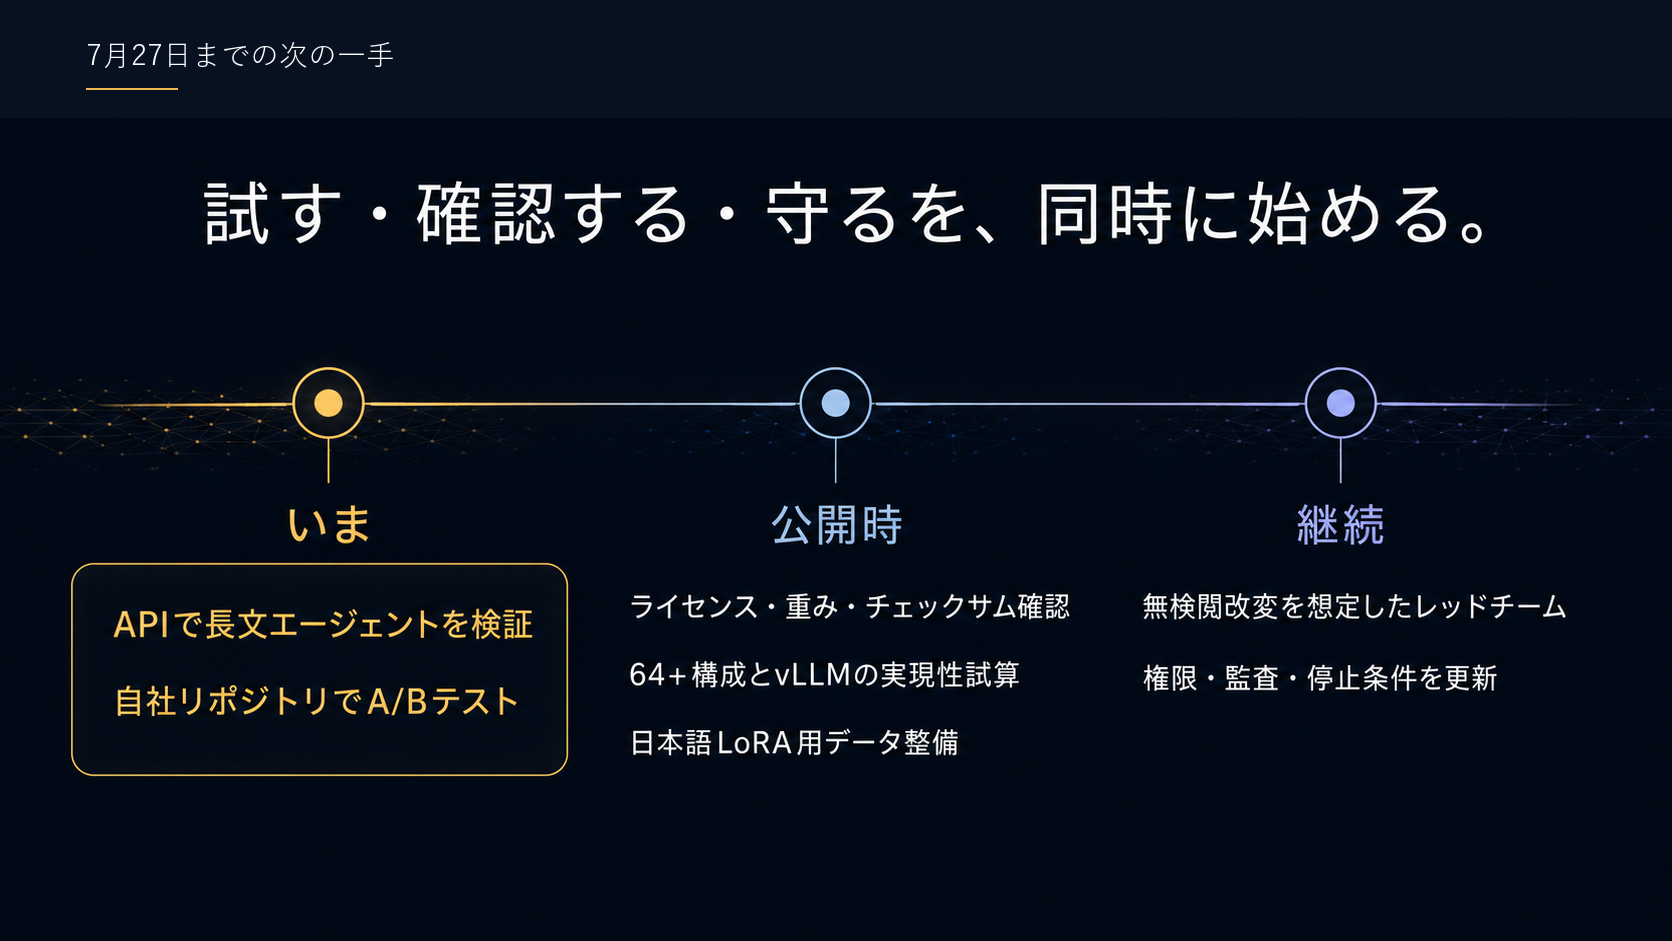 7月27日までの次の一手
試す・確認する・守るを、同時に始める。
いま
APIで長文エージェントを検証
自社リポジトリでA/Bテスト
公開時
ライセンス・重み・チェックサム確認
64+構成とvLLMの実現性試算
日本語LoRA用データ整備
継続
無検閲改変を想定したレッドチーム
権限・監査・停止条件を更新